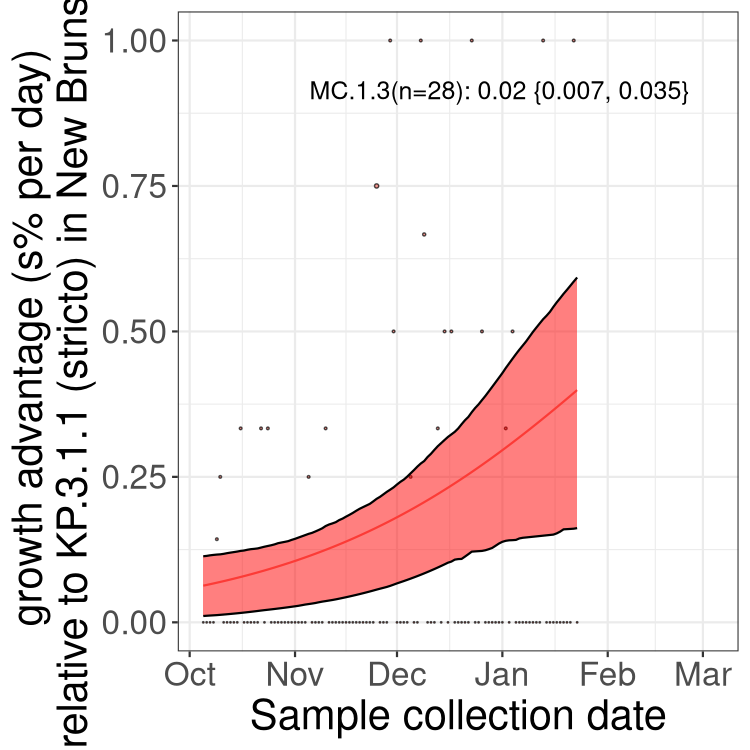 growth advantage (s% per day)
relative to KP.3.1.1 (stricto) in New Bruns
1.00
0.75
0.50
0.25
0.00
MC.1.3(n=28): 0.02 {0.007, 0.035}
Oct Nov Dec Jan Feb Mar
Sample collection date